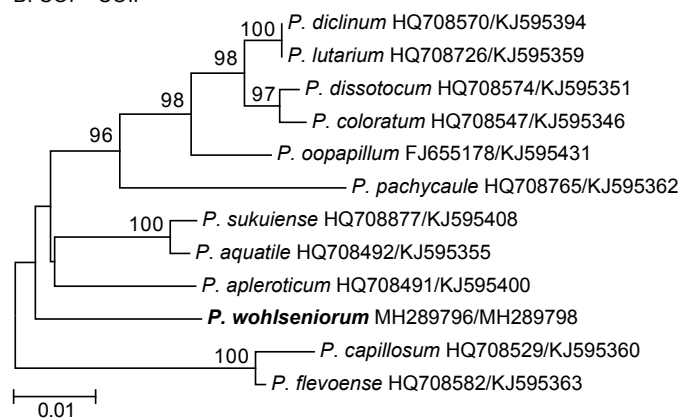 100 P. diclinum HQ708570/KJ595394
98 P. lutarium HQ708726/KJ595359
97 P. dissotocum HQ708574/KJ595351
98 P. coloratum HQ708547/KJ595346
96 P. oopapillum FJ655178/KJ595431
P. pachycaule HQ708765/KJ595362
100 P. sukuiense HQ708877/KJ595408
P. aquatile HQ708492/KJ595355
P. apleroticum HQ708491/KJ595400
P. wohlseniorum MH289796/MH289798
100 P. capillosum HQ708529/KJ595360
P. flevoense HQ708582/KJ595363
0.01